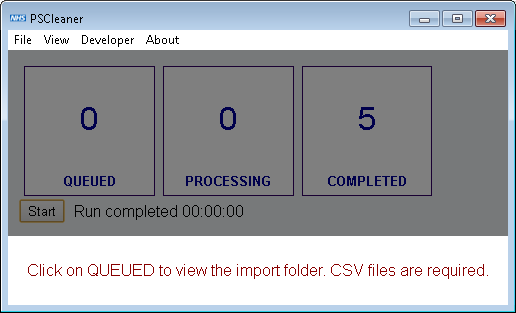 NHS PSCleaner
File View Developer About
0 0 5
QUEUED PROCESSING COMPLETED
Start Run completed 00:00:00
Click on QUEUED to view the import folder. CSV files are required.